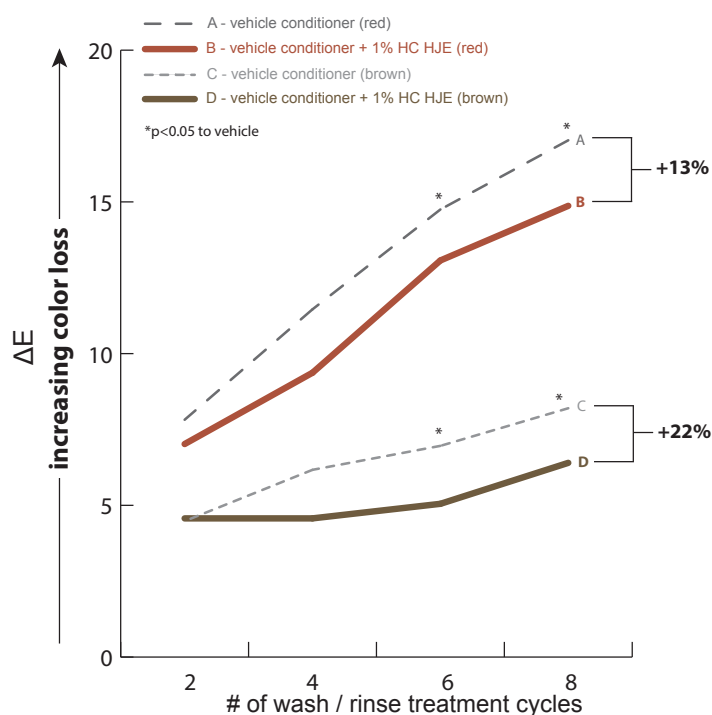 A - vehicle conditioner (red)
B - vehicle conditioner + 1% HC HJE (red)
C - vehicle conditioner (brown)
D - vehicle conditioner + 1% HC HJE (brown)
*p<0.05 to vehicle
20
15
10
5
0
ΔE
increasing color loss
*
*
A
B
+13%
*
*
C
D
+22%
2
4
6
8
# of wash / rinse treatment cycles